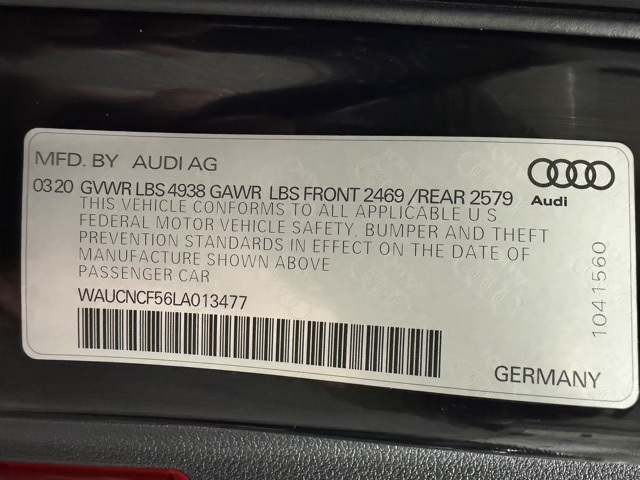 MFD. BY AUDI AG
Audi
03 20 GVWR LBS 4938 GAWR LBS FRONT 2469 /REAR 2579
THIS VEHICLE CONFORMS TO ALL APPLICABLE U S
FEDERAL MOTOR VEHICLE SAFETY, BUMPER AND THEFT
PREVENTION STANDARDS IN EFFECT ON THE DATE OF
MANUFACTURE SHOWN ABOVE
PASSENGER CAR
WAUCNCF56LA013477
1041560
GERMANY